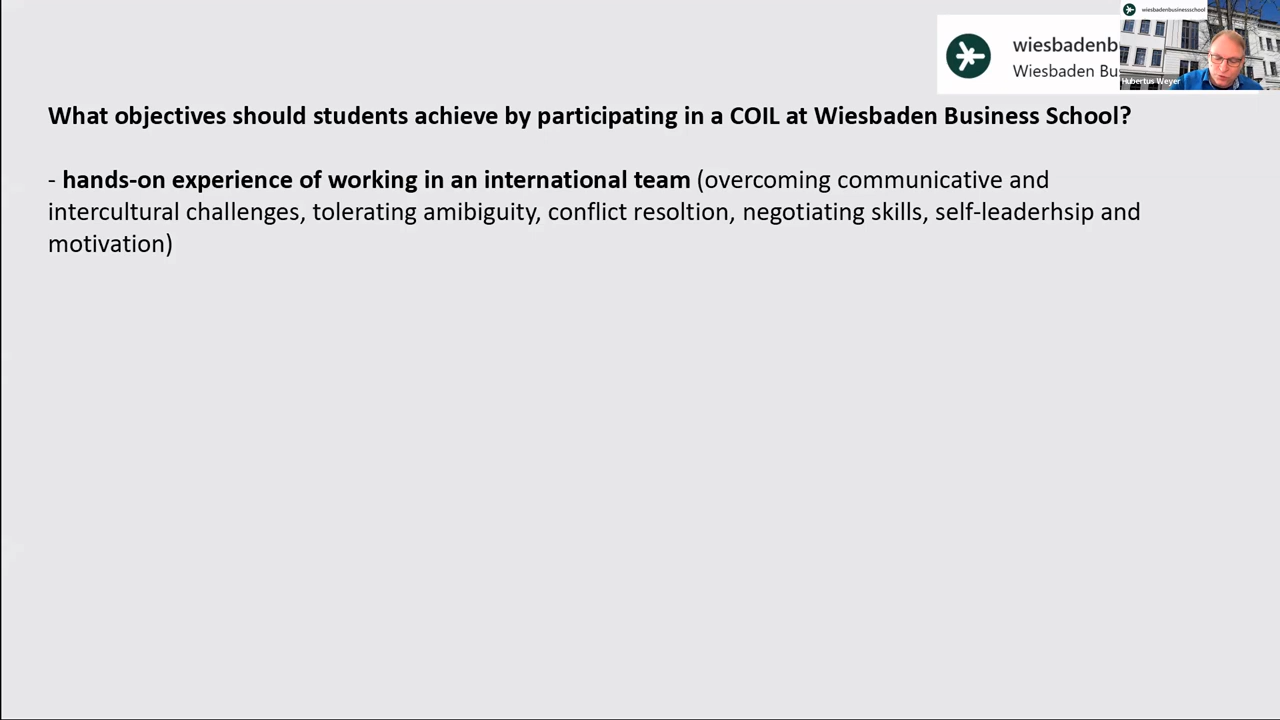 wiesbadenbusinessschool
wiesbadenb
Wiesbaden Bus
Hubertus Weyer
What objectives should students achieve by participating in a COIL at Wiesbaden Business School?
- hands-on experience of working in an international team (overcoming communicative and
intercultural challenges, tolerating amibiguity, conflict resoltion, negotiating skills, self-leaderhsip and
motivation)